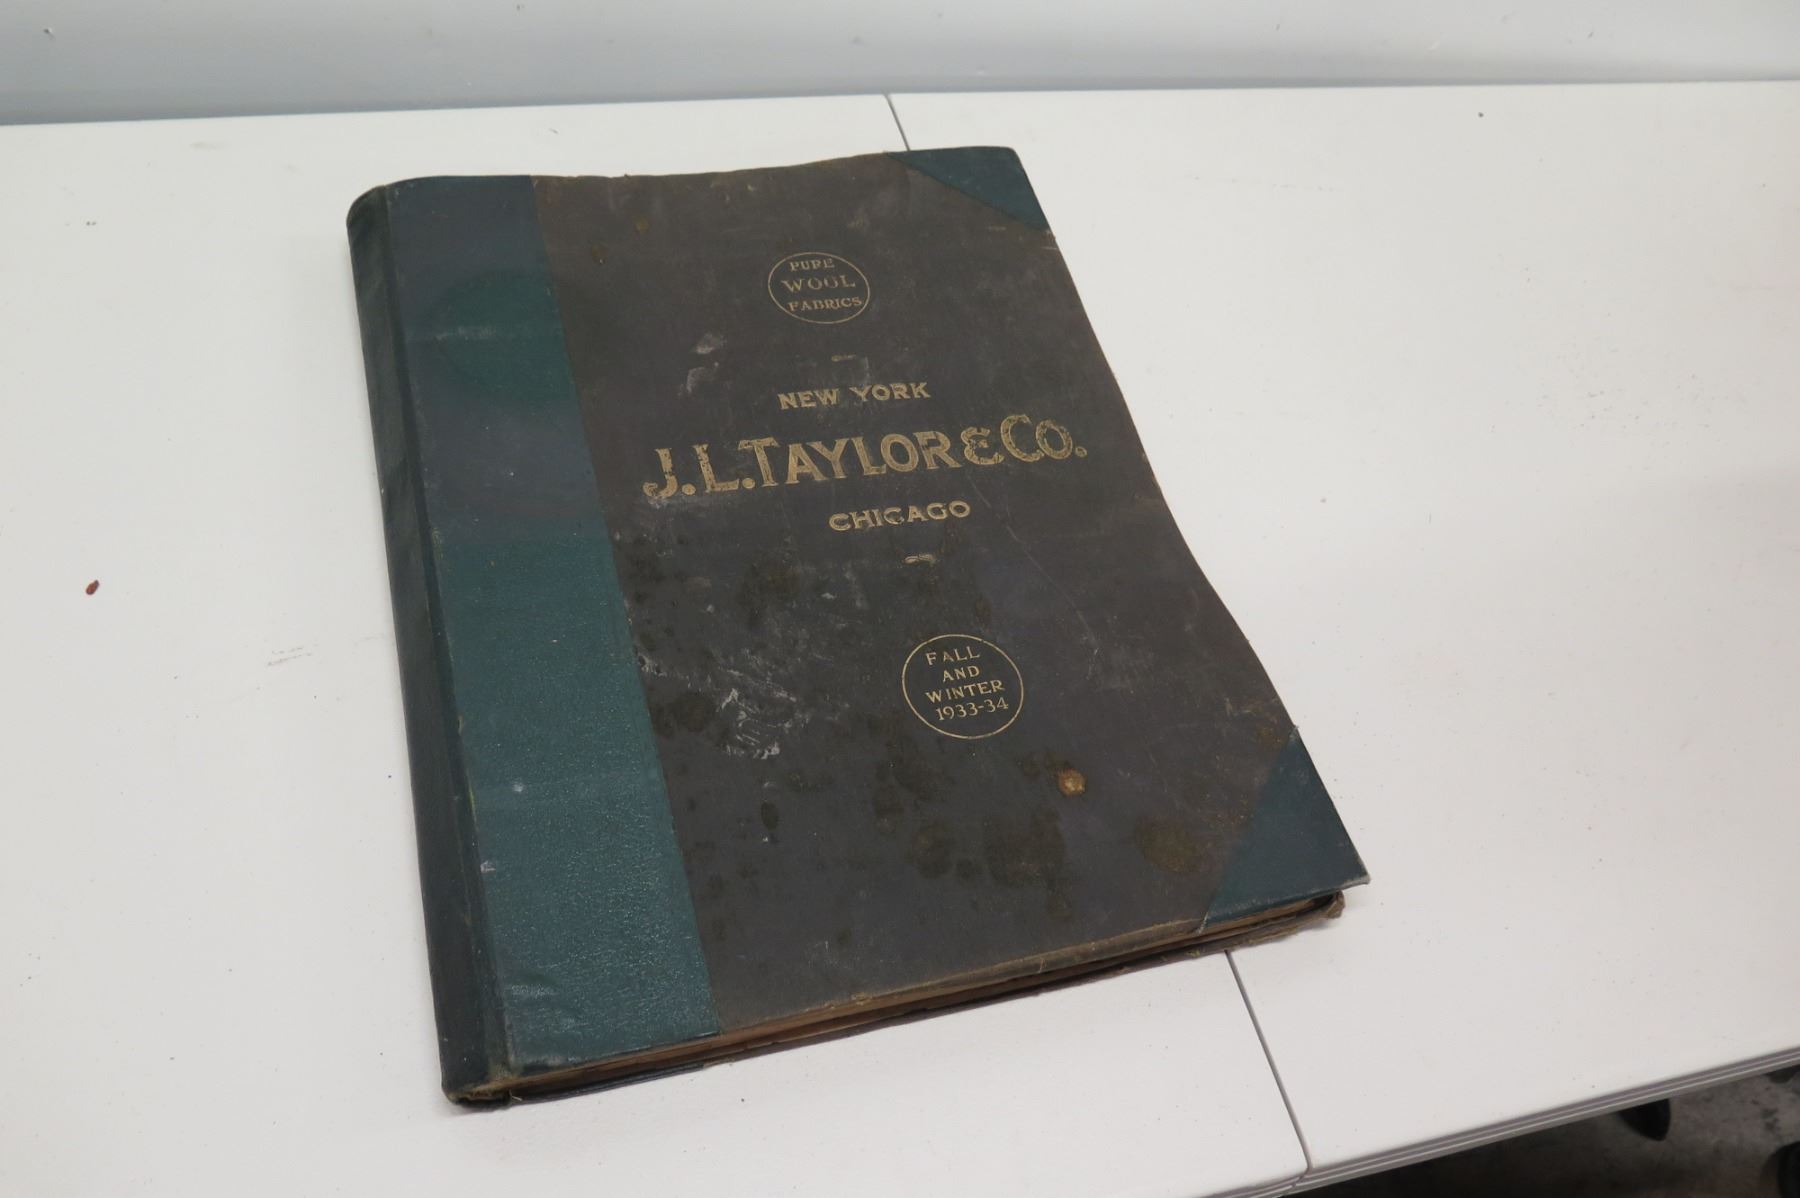 PURE
WOOL
FABRICS
NEW YORK
J.L.TAYLOR & CO.
CHICAGO
FALL
AND
WINTER
1933-34